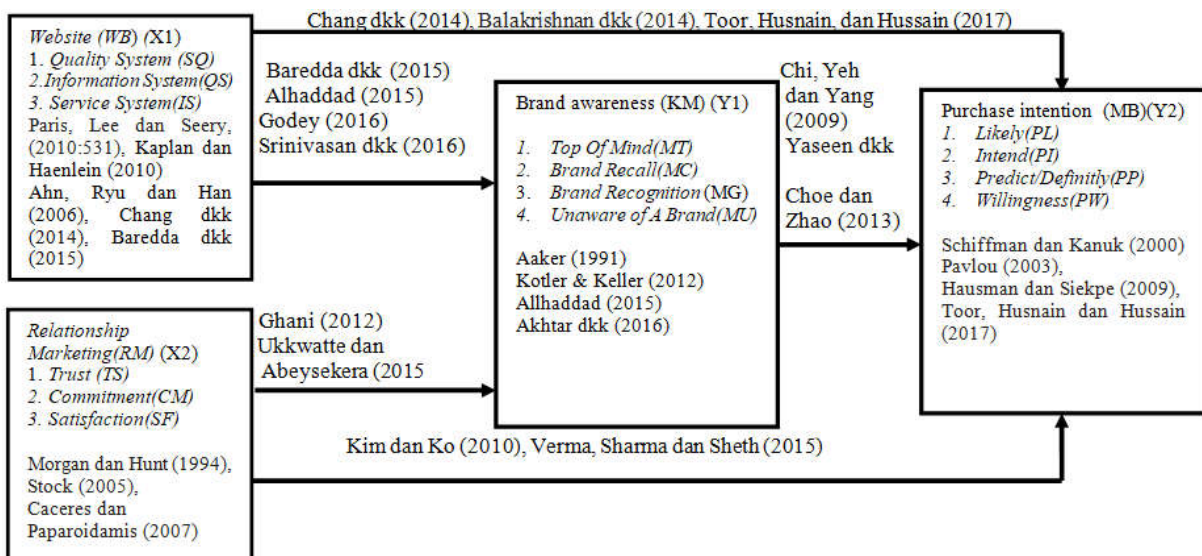 Chang dkk (2014), Balakrishnan dkk (2014), Toor, Husnain, dan Hussain (2017)
Website (WB) (X1)
1. Quality System (SQ)
2.Information System(QS)
3. Service System(IS)
Paris, Lee dan Seery,
(2010:531), Kaplan dan
Haenlein (2010)
Ahn, Ryu dan Han
(2006), Chang dkk
(2014), Baredda dkk
(2015)
Baredda dkk (2015)
Alhaddad (2015)
Godey (2016)
Srinivasan dkk (2016)
Brand awareness (KM) (Y1)
1. Top Of Mind(MT)
2. Brand Recall(MC)
3. Brand Recognition (MG)
4. Unaware of A Brand(MU)
Aaker (1991)
Kotler & Keller (2012)
Allhaddad (2015)
Akhtar dkk (2016)
Chi, Yeh
dan Yang
(2009)
Yaseen dkk
Choe dan
Zhao (2013)
Purchase intention (MB)(Y2)
1. Likely(PL)
2. Intend(PI)
3. Predict/Definitly(PP)
4. Willingness(PW)
Schiffman dan Kanuk (2000)
Pavlou (2003),
Hausman dan Siekpe (2009),
Toor, Husnain dan Hussain
(2017)
Relationship
Marketing(RM) (X2)
1. Trust (TS)
2. Commitment(CM)
3. Satisfaction(SF)
Morgan dan Hunt (1994),
Stock (2005),
Caceres dan
Paparoidamis (2007)
Ghani (2012)
Ukkwatte dan
Abeysekera (2015
Kim dan Ko (2010), Verma, Sharma dan Sheth (2015)